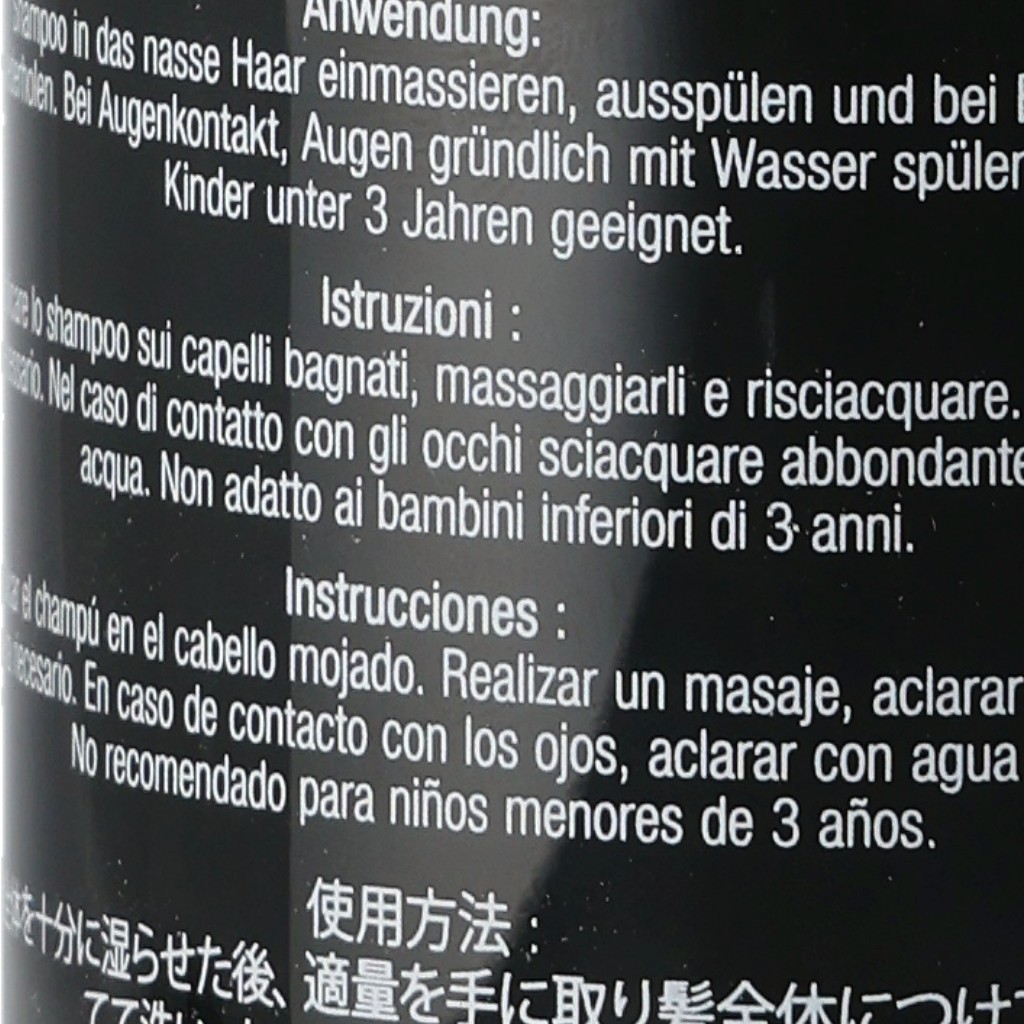 Anwendung:
in das nasse Haar einmassieren, ausspülen und bei
Bei Augenkontakt, Augen gründlich mit Wasser
Kinder unter 3 Jahren geeignet.
Istruzioni :
lo shampoo sui capelli bagnati, massaggiarli e risciacquare.
Nel caso di contatto con gli occhi sciacquare
acqua. Non adatto ai bambini inferiori di 3 anni.
Instrucciones :
el champú en el cabello mojado. Realizar un masaje, aclarar
necesario. En caso de contacto con los ojos, aclarar con agua
No recomendado para niños menores de 3 años.
使用方法 :
を十分に湿らせた後、適量を手に取り髪全体につけ